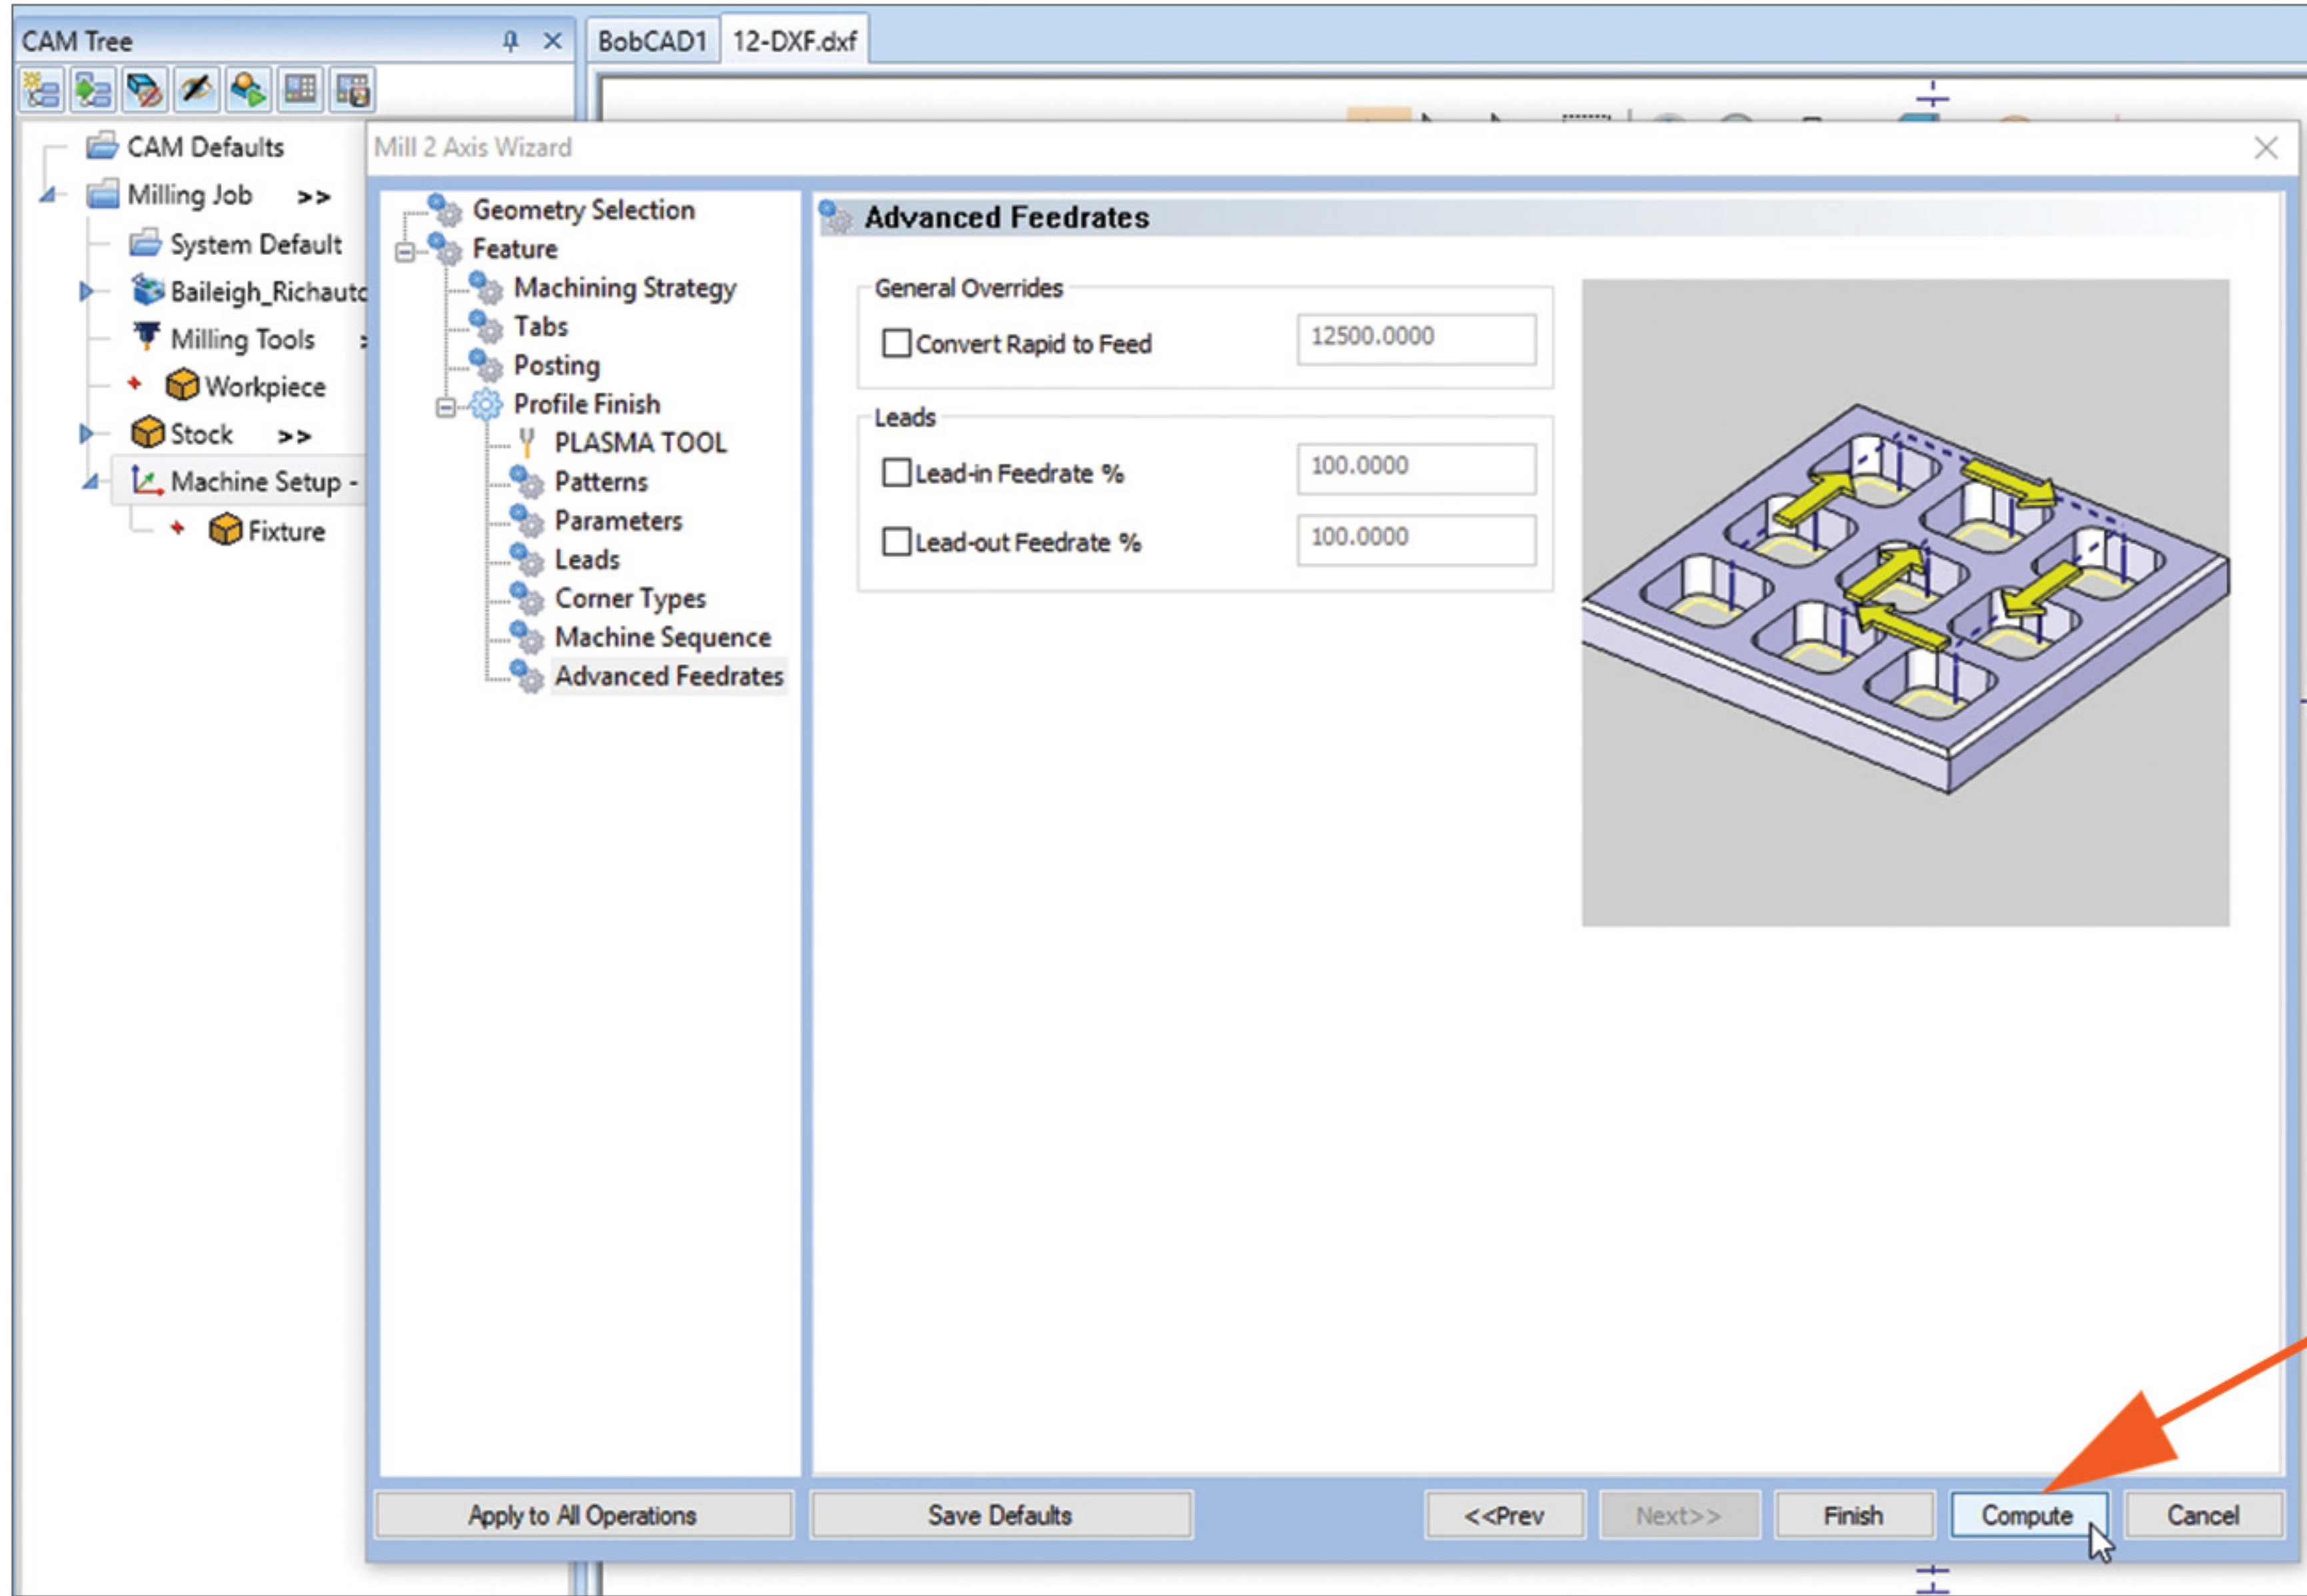 CAM Tree
BobCAD1
12-DXF.dxf
CAM Defaults
Milling Job >>
System Default
Baileigh_Richauto
Milling Tools
Workpiece
Stock >>
Machine Setup -
Fixture
Mill 2 Axis Wizard
Geometry Selection
Feature
Machining Strategy
Tabs
Posting
Profile Finish
PLASMA TOOL
Patterns
Parameters
Leads
Corner Types
Machine Sequence
Advanced Feedrates
Advanced Feedrates
General Overrides
Convert Rapid to Feed 12500.0000
Leads
Lead-in Feedrate % 100.0000
Lead-out Feedrate % 100.0000
Apply to All Operations
Save Defaults
<<Prev
Next>>
Finish
Compute
Cancel